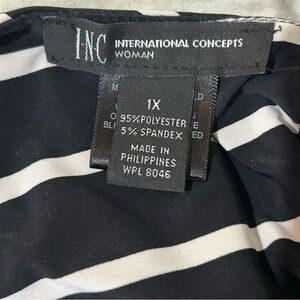 I·N·C INTERNATIONAL CONCEPTS
WOMAN
1X
95% POLYESTER
5% SPANDEX
MADE IN
PHILIPPINES
WPL 8046